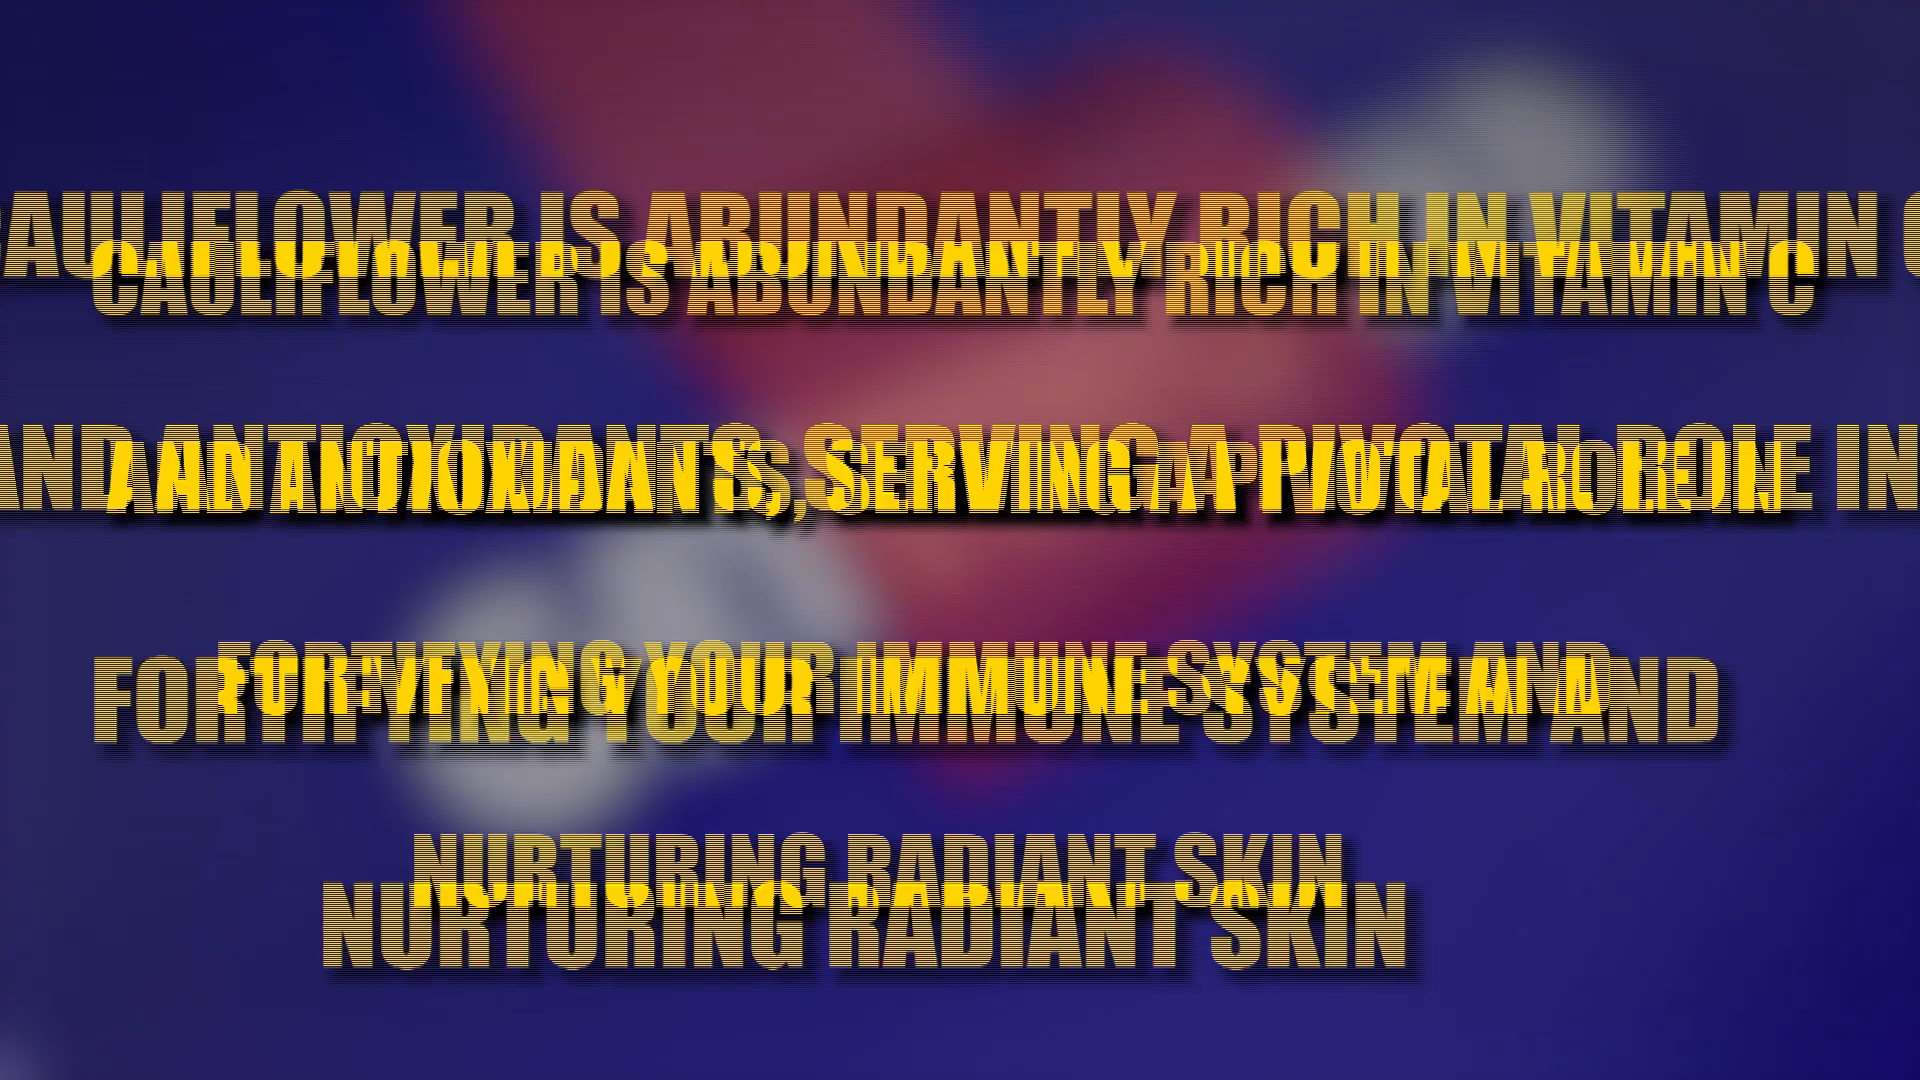 CAULIFLOWER IS ABUNDANTLY RICH IN VITAMIN C
AND ANTIOXIDANTS, SERVING A PIVOTAL ROLE IN
FORTIFYING YOUR IMMUNE SYSTEM AND
NURTURING RADIANT SKIN